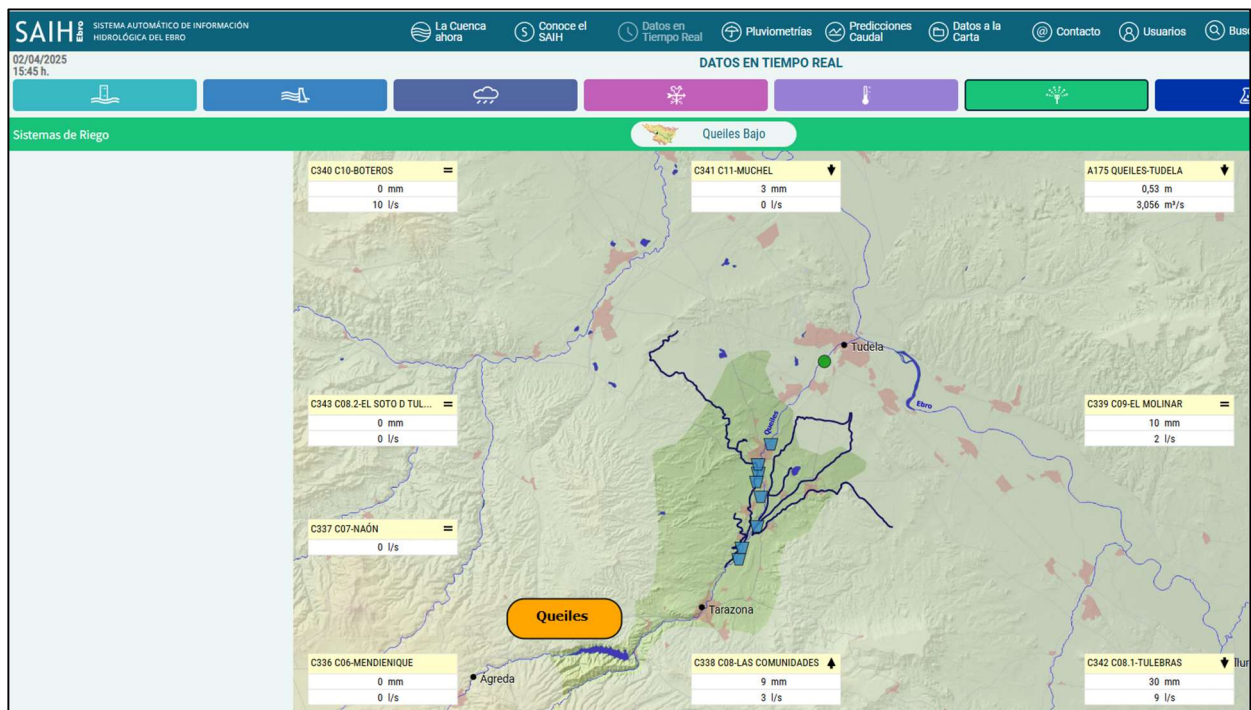 SAIH Ebro SISTEMA AUTOMÁTICO DE INFORMACIÓN
HIDROLÓGICA DEL EBRO
La Cuenca
ahora
Conoce el
SAIH
Datos en
Tiempo Real
Pluviometrías
Predicciones
Caudal
Datos a la
Carta
Contacto
Usuarios
02/04/2025
15:45 h.
DATOS EN TIEMPO REAL
Sistemas de Riego
Queiles Bajo
C340 C10-BOTEROS =
0 mm
10 l/s
C341 C11-MUCHEL
3 mm
0 l/s
A175 QUEILES-TUDELA
0,53 m
3,056 m³/s
Tudela
Ebro
Queiles
C343 C08.2-EL SOTO D TUL... =
0 mm
0 l/s
C339 C09-EL MOLINAR =
10 mm
2 l/s
C337 C07-NAÓN =
0 l/s
Queiles
Tarazona
Agreda
C336 C06-MENDIENIQUE
0 mm
0 l/s
C338 C08-LAS COMUNIDADES
9 mm
3 l/s
C342 C08.1-TULEBRAS
30 mm
9 l/s